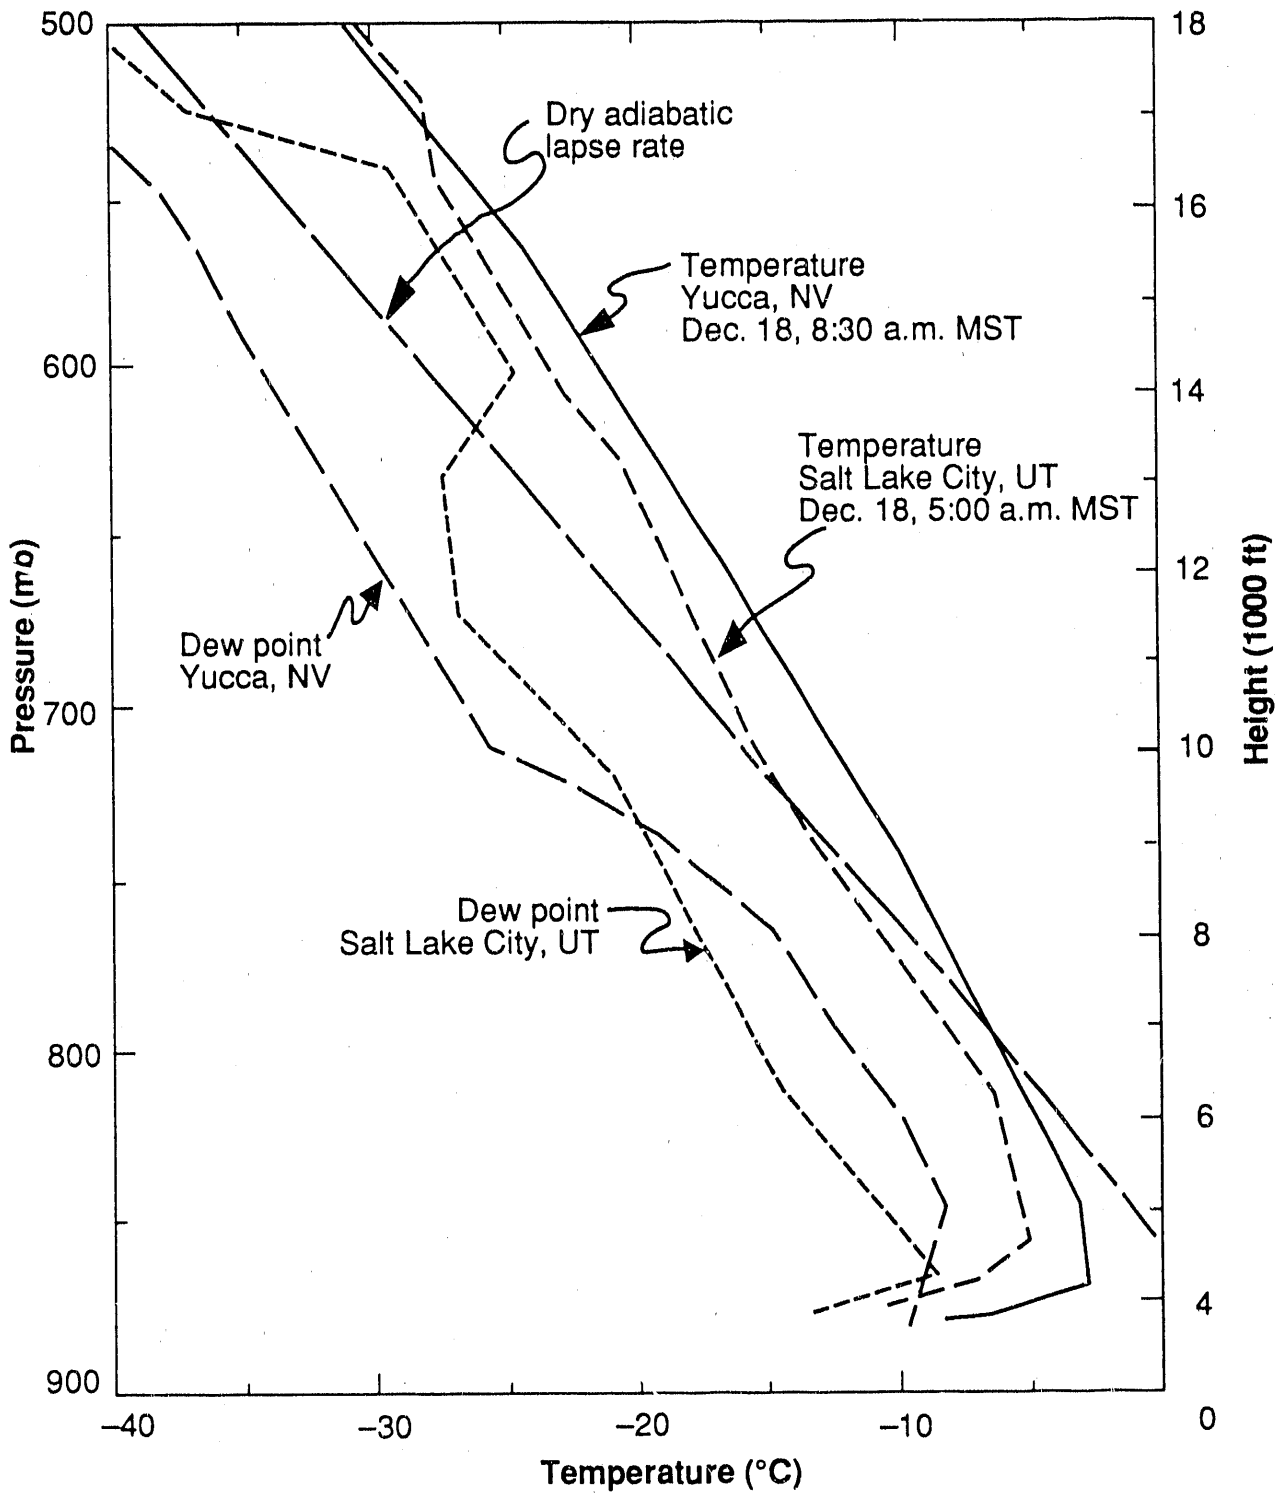 500
18
Dry adiabatic
lapse rate
16
Temperature
Yucca, NV
Dec. 18, 8:30 a.m. MST
600
14
Temperature
Salt Lake City, UT
Dec. 18, 5:00 a.m. MST
Pressure (mb)
12
Height (1000 ft)
Dew point
Yucca, NV
700
10
Dew point
Salt Lake City, UT
8
800
6
4
900
–40
–30
–20
–10
0
Temperature (°C)